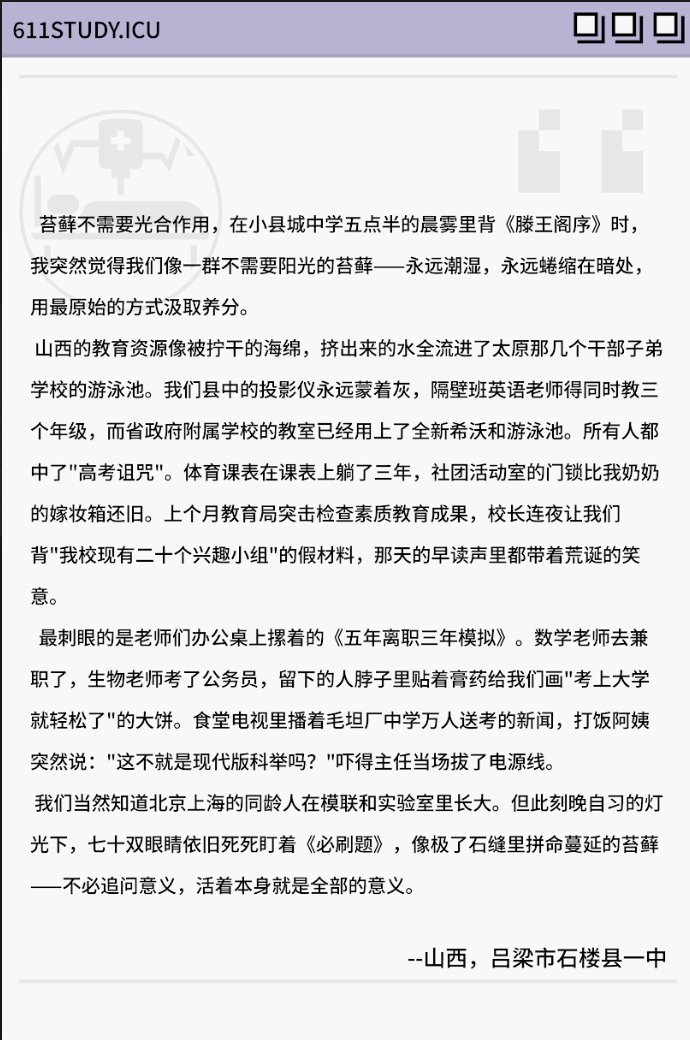 611STUDY.ICU
苔藓不需要光合作用，在小县城中学五点半的晨雾里背《滕王阁序》时，
我突然觉得我们像一群不需要阳光的苔藓——永远潮湿，永远蜷缩在暗处，
用最原始的方式汲取养分。
山西的教育资源像被拧干的海绵，挤出来的水全流进了太原那几个干部子弟
学校的游泳池。我们县中的投影仪永远蒙着灰，隔壁班英语老师得同时教三
个年级，而省政府附属学校的教室已经用上了全新希沃和游泳池。所有人都
中了"高考诅咒"。体育课表在课表上躺了三年，社团活动室的门锁比我奶奶
的嫁妆箱还旧。上个月教育局突击检查素质教育成果，校长连夜让我们
背"我校现有二十个兴趣小组"的假材料，那天的早读声里都带着荒诞的笑
意。
最刺眼的是老师们办公桌上摞着的《五年离职三年模拟》。数学老师去兼
职了，生物老师考了公务员，留下的人脖子里贴着膏药给我们画"考上大学
就轻松了"的大饼。食堂电视里播着毛坦厂中学万人送考的新闻，打饭阿姨
突然说："这不就是现代版科举吗？"吓得主任当场拔了电源线。
我们当然知道北京上海的同龄人在模联和实验室里长大。但此刻晚自习的灯
光下，七十双眼睛依旧死死盯着《必刷题》，像极了石缝里拼命蔓延的苔藓
——不必追问意义，活着本身就是全部的意义。
--山西，吕梁市石楼县一中